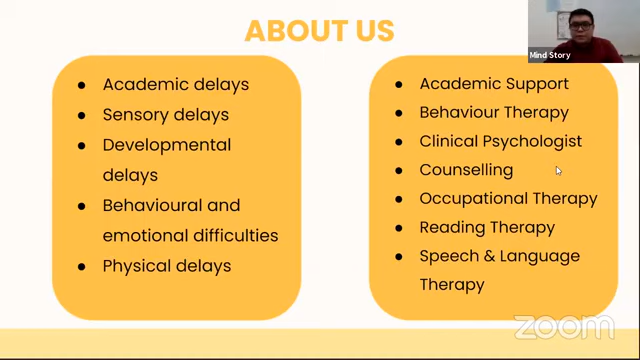 ABOUT US
Mind Story
● Academic delays
● Sensory delays
● Developmental
delays
● Behavioural and
emotional difficulties
● Physical delays
● Academic Support
● Behaviour Therapy
● Clinical Psychologist
● Counselling
● Occupational Therapy
● Reading Therapy
● Speech & Language
Therapy
zoom